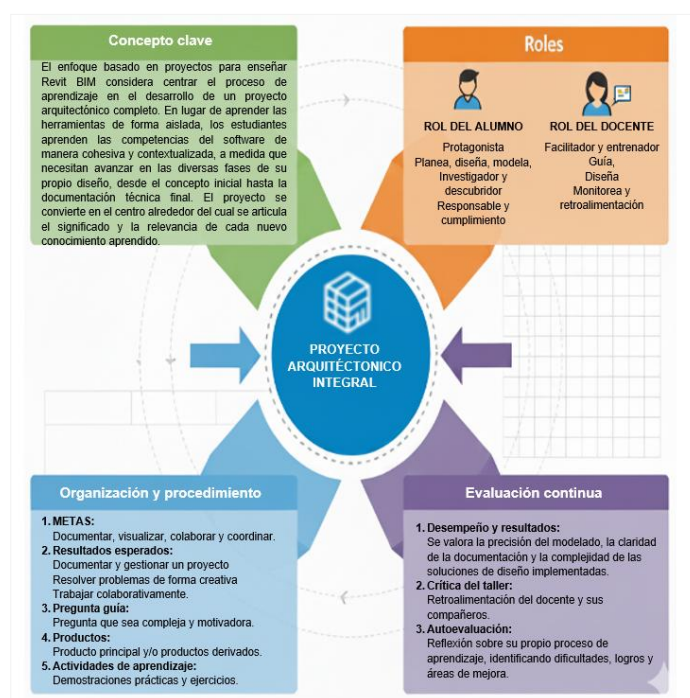 Concepto clave
El enfoque basado en proyectos para enseñar
Revit BIM considera centrar el proceso de
aprendizaje en el desarrollo de un proyecto
arquitectónico completo. En lugar de aprender las
herramientas de forma aislada, los estudiantes
aprenden las competencias del software de
manera cohesiva y contextualizada, a medida que
necesitan avanzar en las diversas fases de su
propio diseño, desde el concepto inicial hasta la
documentación técnica final. El proyecto se
convierte en el centro alrededor del cual se articula
el significado y la relevancia de cada nuevo
conocimiento aprendido.
Roles
ROL DEL ALUMNO
Protagonista
Planea, diseña, modela,
Investigador y
descubridor
Responsable y
cumplimiento
ROL DEL DOCENTE
Facilitador y entrenador
Guía,
Diseña
Monitorea y
retroalimentación
PROYECTO
ARQUITÉCTONICO
INTEGRAL
Organización y procedimiento
1. METAS:
Documentar, visualizar, colaborar y coordinar.
2. Resultados esperados:
Documentar y gestionar un proyecto
Resolver problemas de forma creativa
Trabajar colaborativamente.
3. Pregunta guía:
Pregunta que sea compleja y motivadora.
4. Productos:
Producto principal y/o productos derivados.
5. Actividades de aprendizaje:
Demostraciones prácticas y ejercicios.
Evaluación continua
1. Desempeño y resultados:
Se valora la precisión del modelado, la claridad
de la documentación y la complejidad de las
soluciones de diseño implementadas.
2. Crítica del taller:
Retroalimentación del docente y sus
compañeros.
3. Autoevaluación:
Reflexión sobre su propio proceso de
aprendizaje, identificando dificultades, logros y
áreas de mejora.